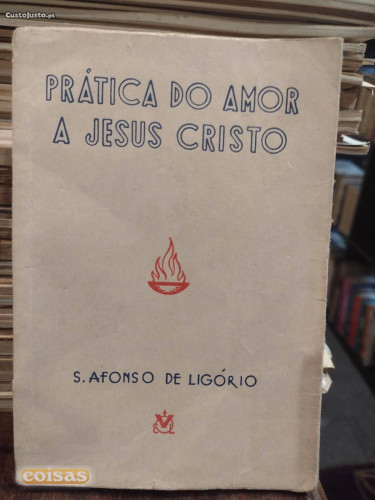 CustoJusto.pt
PRÁTICA DO AMOR
A JESUS CRISTO
S. AFONSO DE LIGÓRIO
coisas